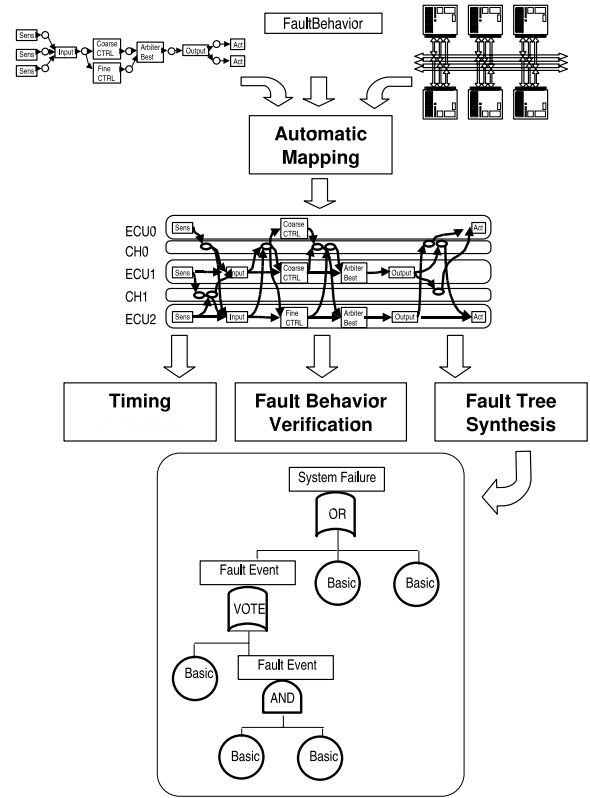 FaultBehavior
Sens
Sens
Sens
Input
Coarse
CTRL
Fine
CTRL
Arbiter
Best
Output
Act
Act
Automatic
Mapping
ECU0
Sens
Coarse
CTRL
Act
CH0
ECU1
Sens
Input
Coarse
CTRL
Arbiter
Best
Output
CH1
ECU2
Sens
Input
Fine
CTRL
Arbiter
Best
Output
Act
Timing
Fault Behavior
Verification
Fault Tree
Synthesis
System Failure
OR
Fault Event
Basic
Basic
VOTE
Basic
Fault Event
AND
Basic
Basic